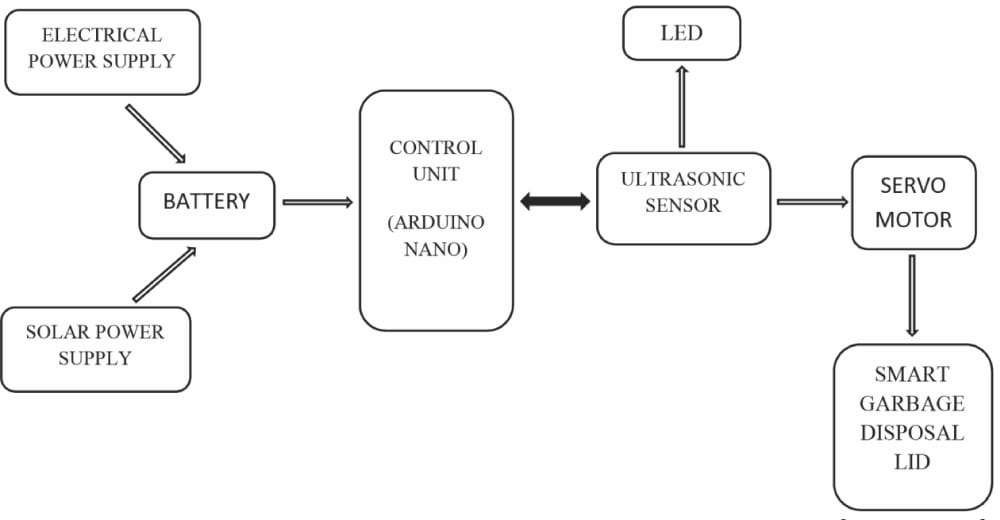 ELECTRICAL
POWER SUPPLY
LED
CONTROL
UNIT
(ARDUINO
NANO)
BATTERY
ULTRASONIC
SENSOR
SERVO
MOTOR
SOLAR POWER
SUPPLY
SMART
GARBAGE
DISPOSAL
LID